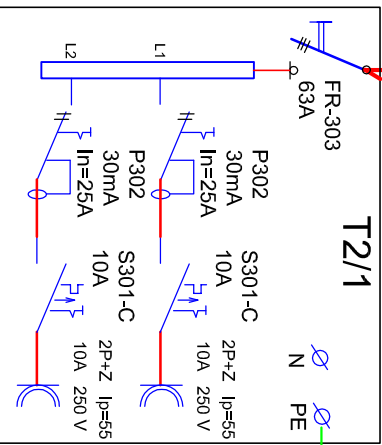 T2/1
FR-303
63A
L1
L2
P302
30mA
In=25A
P302
30mA
In=25A
S301-C
10A
S301-C
10A
2P+Z Ip=55
10A 250 V
2P+Z Ip=55
10A 250 V
N
PE